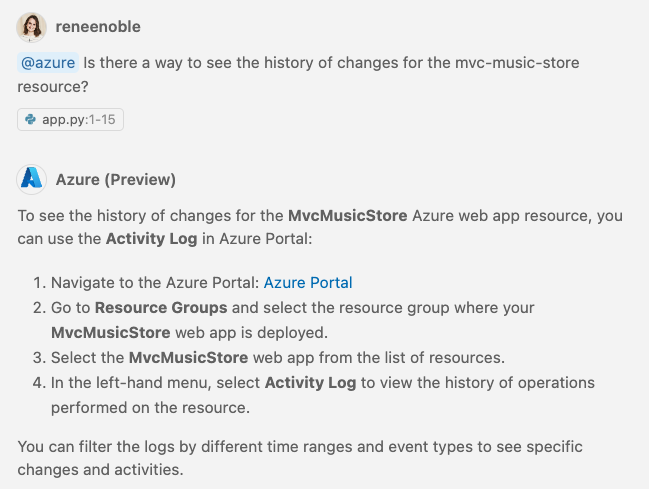 reneenoble
@azure Is there a way to see the history of changes for the mvc-music-store
resource?
app.py:1-15
Azure (Preview)
To see the history of changes for the MvcMusicStore Azure web app resource, you
can use the Activity Log in Azure Portal:
1. Navigate to the Azure Portal: Azure Portal
2. Go to Resource Groups and select the resource group where your
MvcMusicStore web app is deployed.
3. Select the MvcMusicStore web app from the list of resources.
4. In the left-hand menu, select Activity Log to view the history of operations
performed on the resource.
You can filter the logs by different time ranges and event types to see specific
changes and activities.